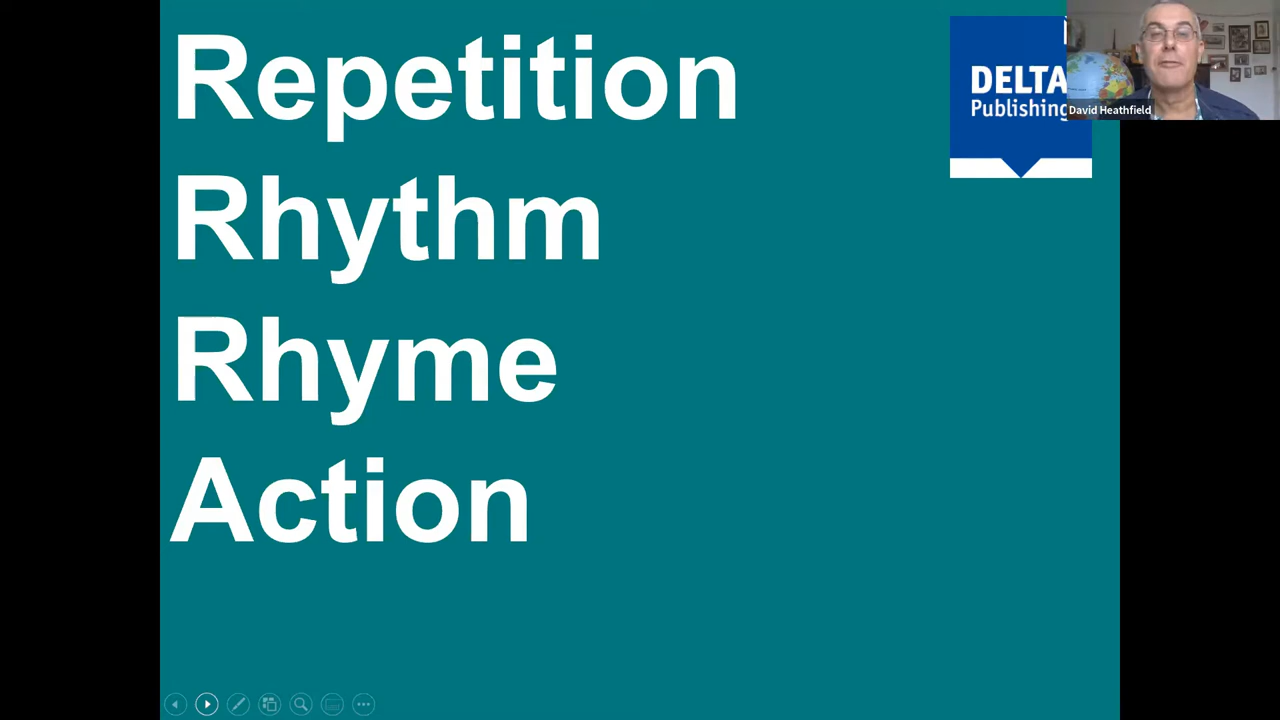 Repetition
Rhythm
Rhyme
Action
DELTA
Publishing
David Heathfield